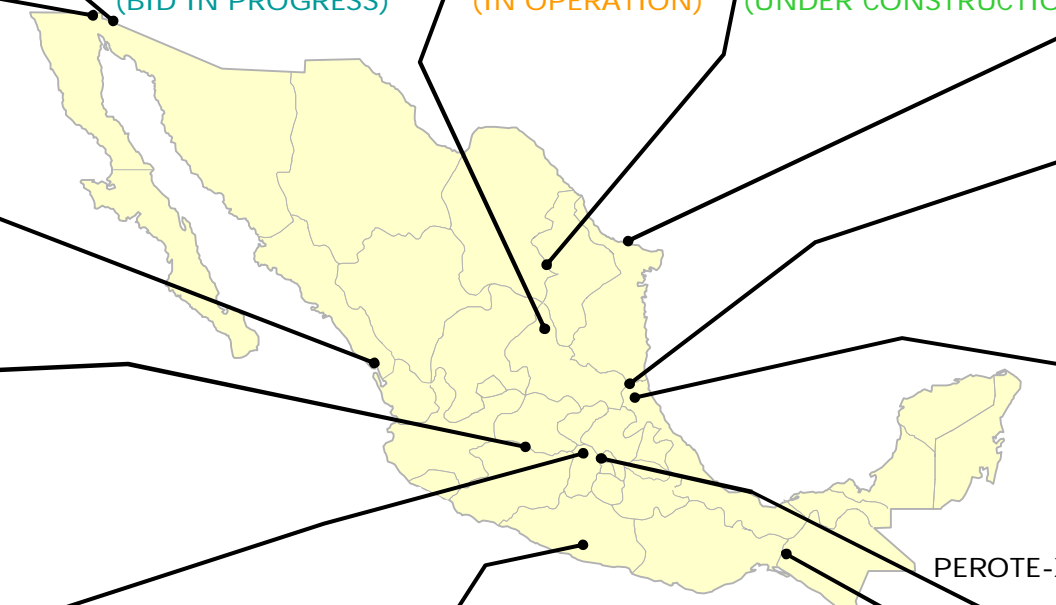 (BID IN PROGRESS) (IN OPERATION) (UNDER CONSTRUCTIO
PEROTE-